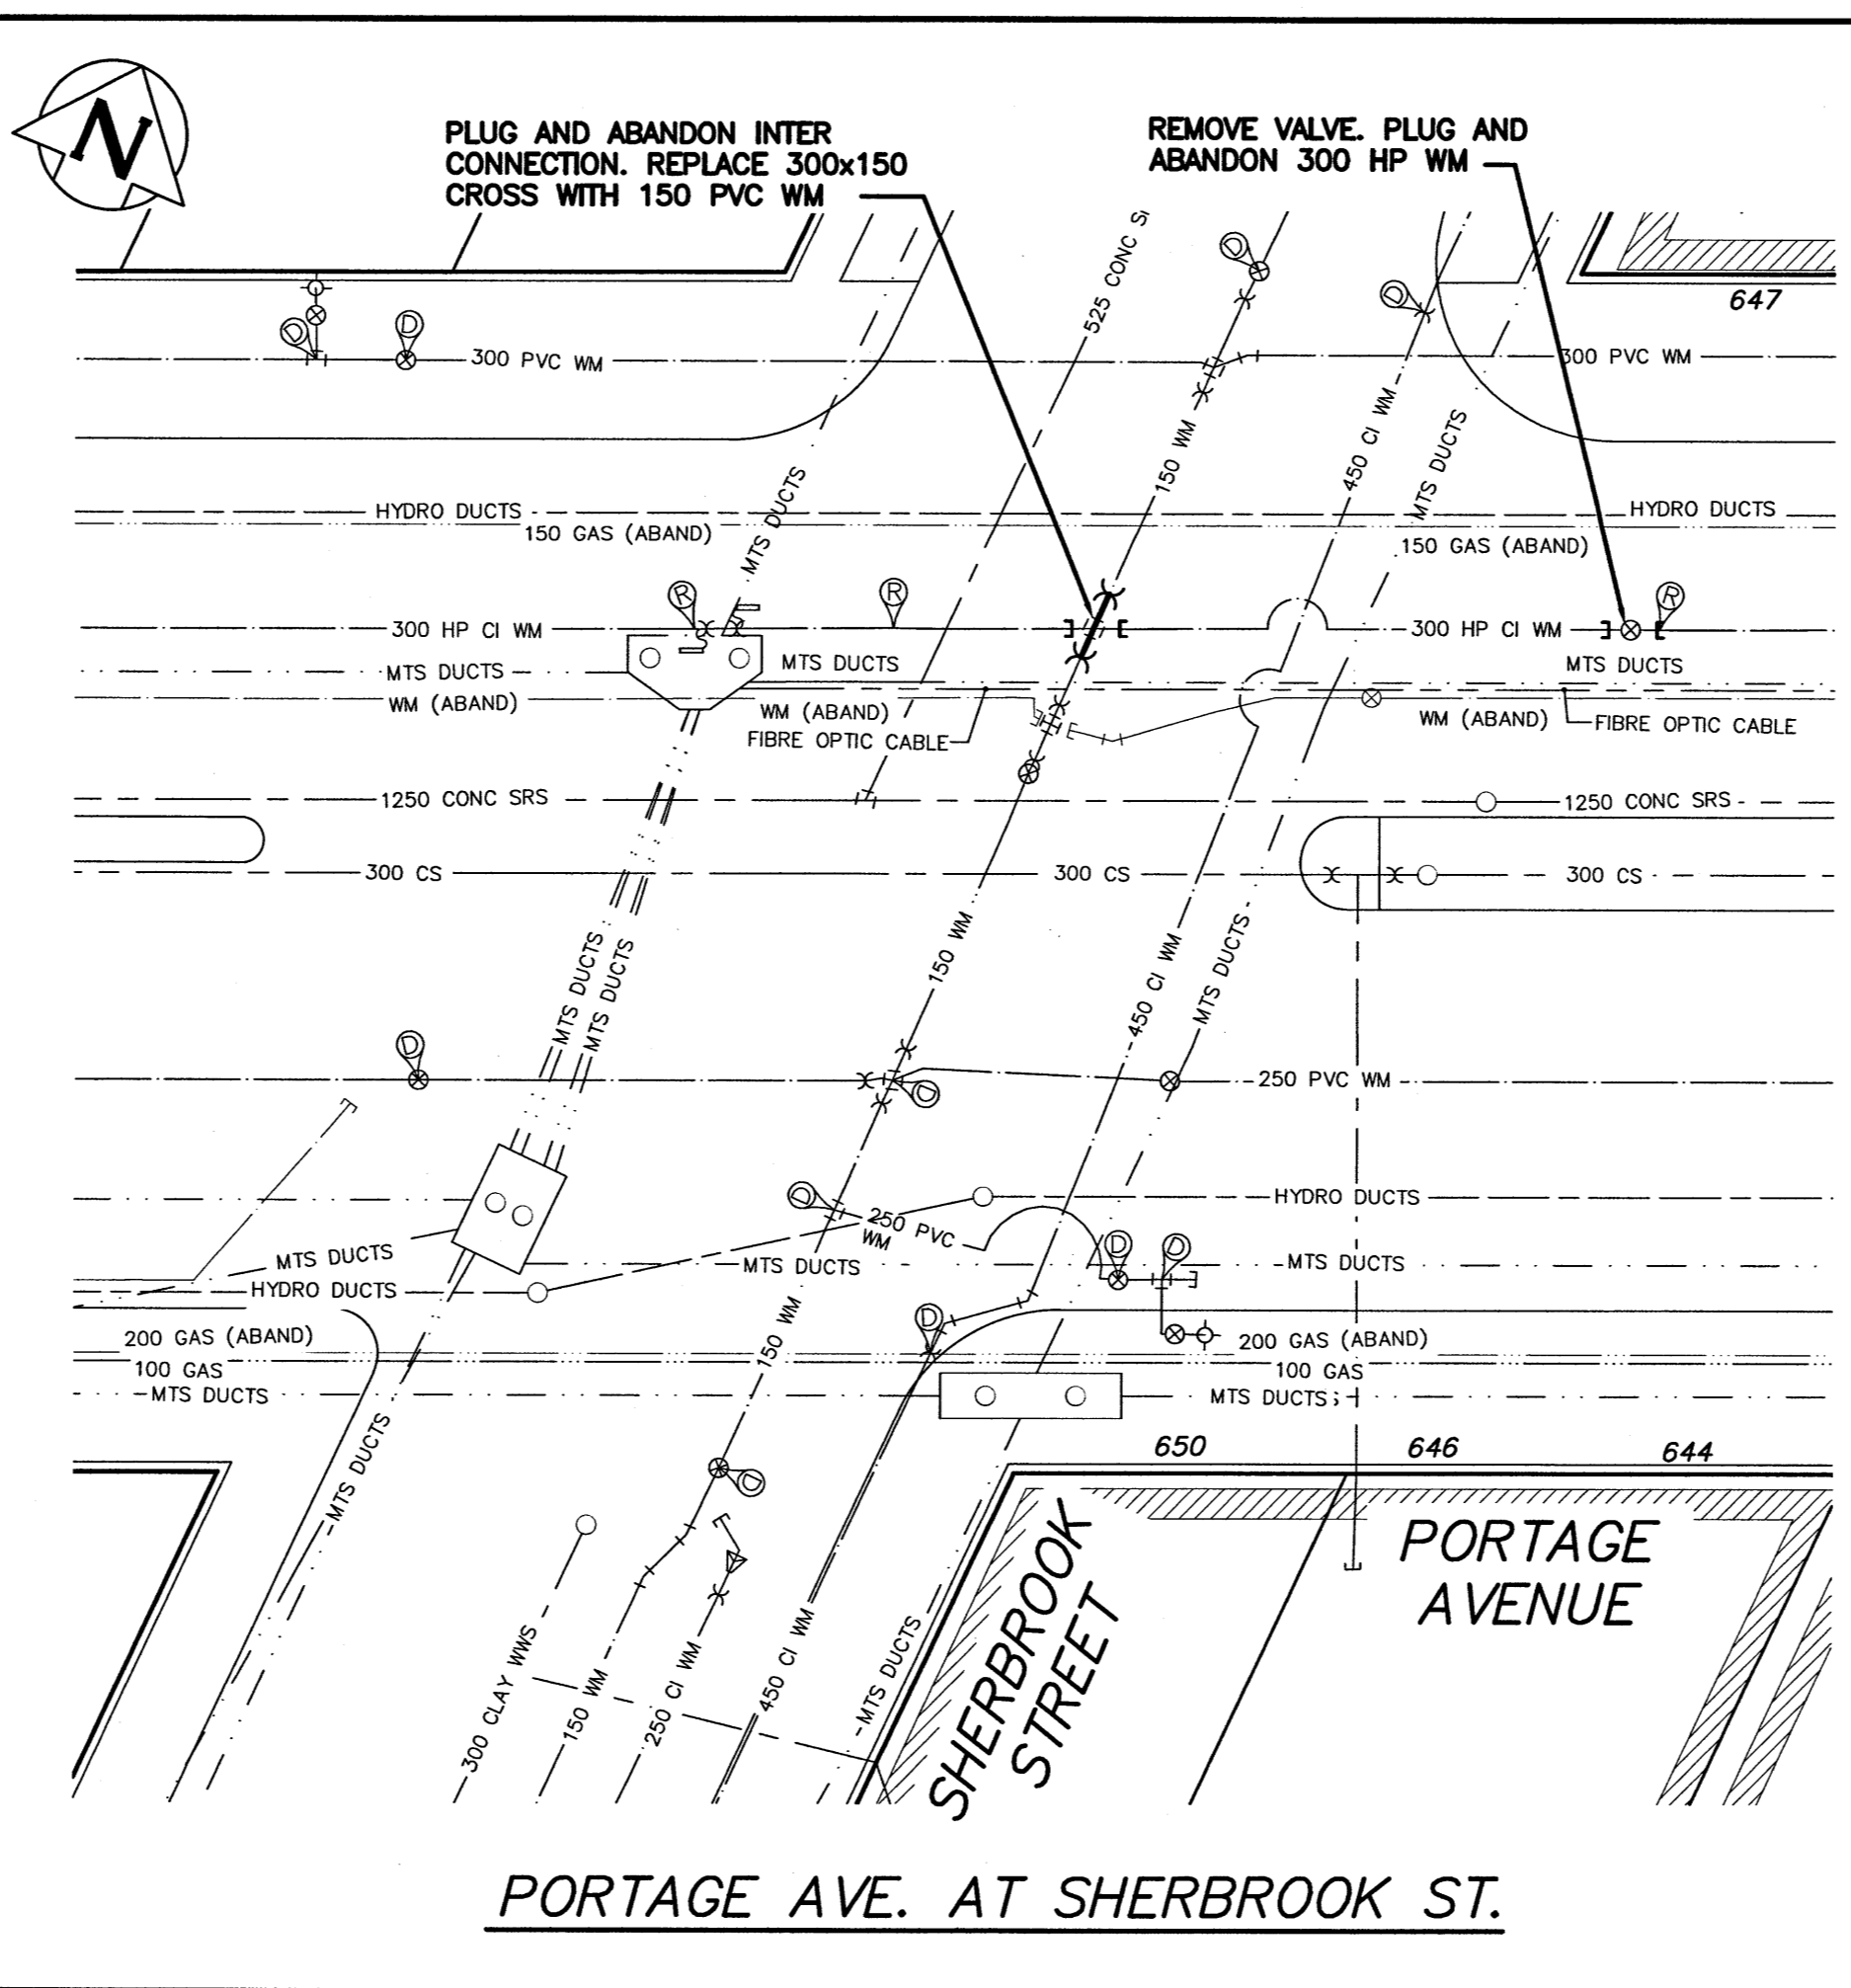 N
PLUG AND ABANDON INTER
CONNECTION. REPLACE 300x150
CROSS WITH 150 PVC WM
REMOVE VALVE. PLUG AND
ABANDON 300 HP WM
525 CONC
D
D
647
D
D
300 PVC WM
300 PVC WM
150 WM
450 CI WM
MTS DUCTS
MTS DUCTS
HYDRO DUCTS
HYDRO DUCTS
150 GAS (ABAND)
150 GAS (ABAND)
R
R
R
300 HP CI WM
300 HP CI WM
MTS DUCTS
MTS DUCTS
MTS DUCTS
WM (ABAND)
WM (ABAND)
WM (ABAND)
FIBRE OPTIC CABLE
FIBRE OPTIC CABLE
1250 CONC SRS
1250 CONC SRS
300 CS
300 CS
300 CS
150 WM
450 CI WM
MTS DUCTS
MTS DUCTS
MTS DUCTS
D
D
250 PVC WM
D
250 PVC
WM
HYDRO DUCTS
D
D
MTS DUCTS
MTS DUCTS
MTS DUCTS
HYDRO DUCTS
150 WM
D
200 GAS (ABAND)
200 GAS (ABAND)
100 GAS
100 GAS
MTS DUCTS
MTS DUCTS
650
646
644
MTS DUCTS
D
300 CLAY WWS
150 WM
250 CI WM
450 CI WM
MTS DUCTS
SHERBROOK
STREET
PORTAGE
AVENUE
PORTAGE AVE. AT SHERBROOK ST.